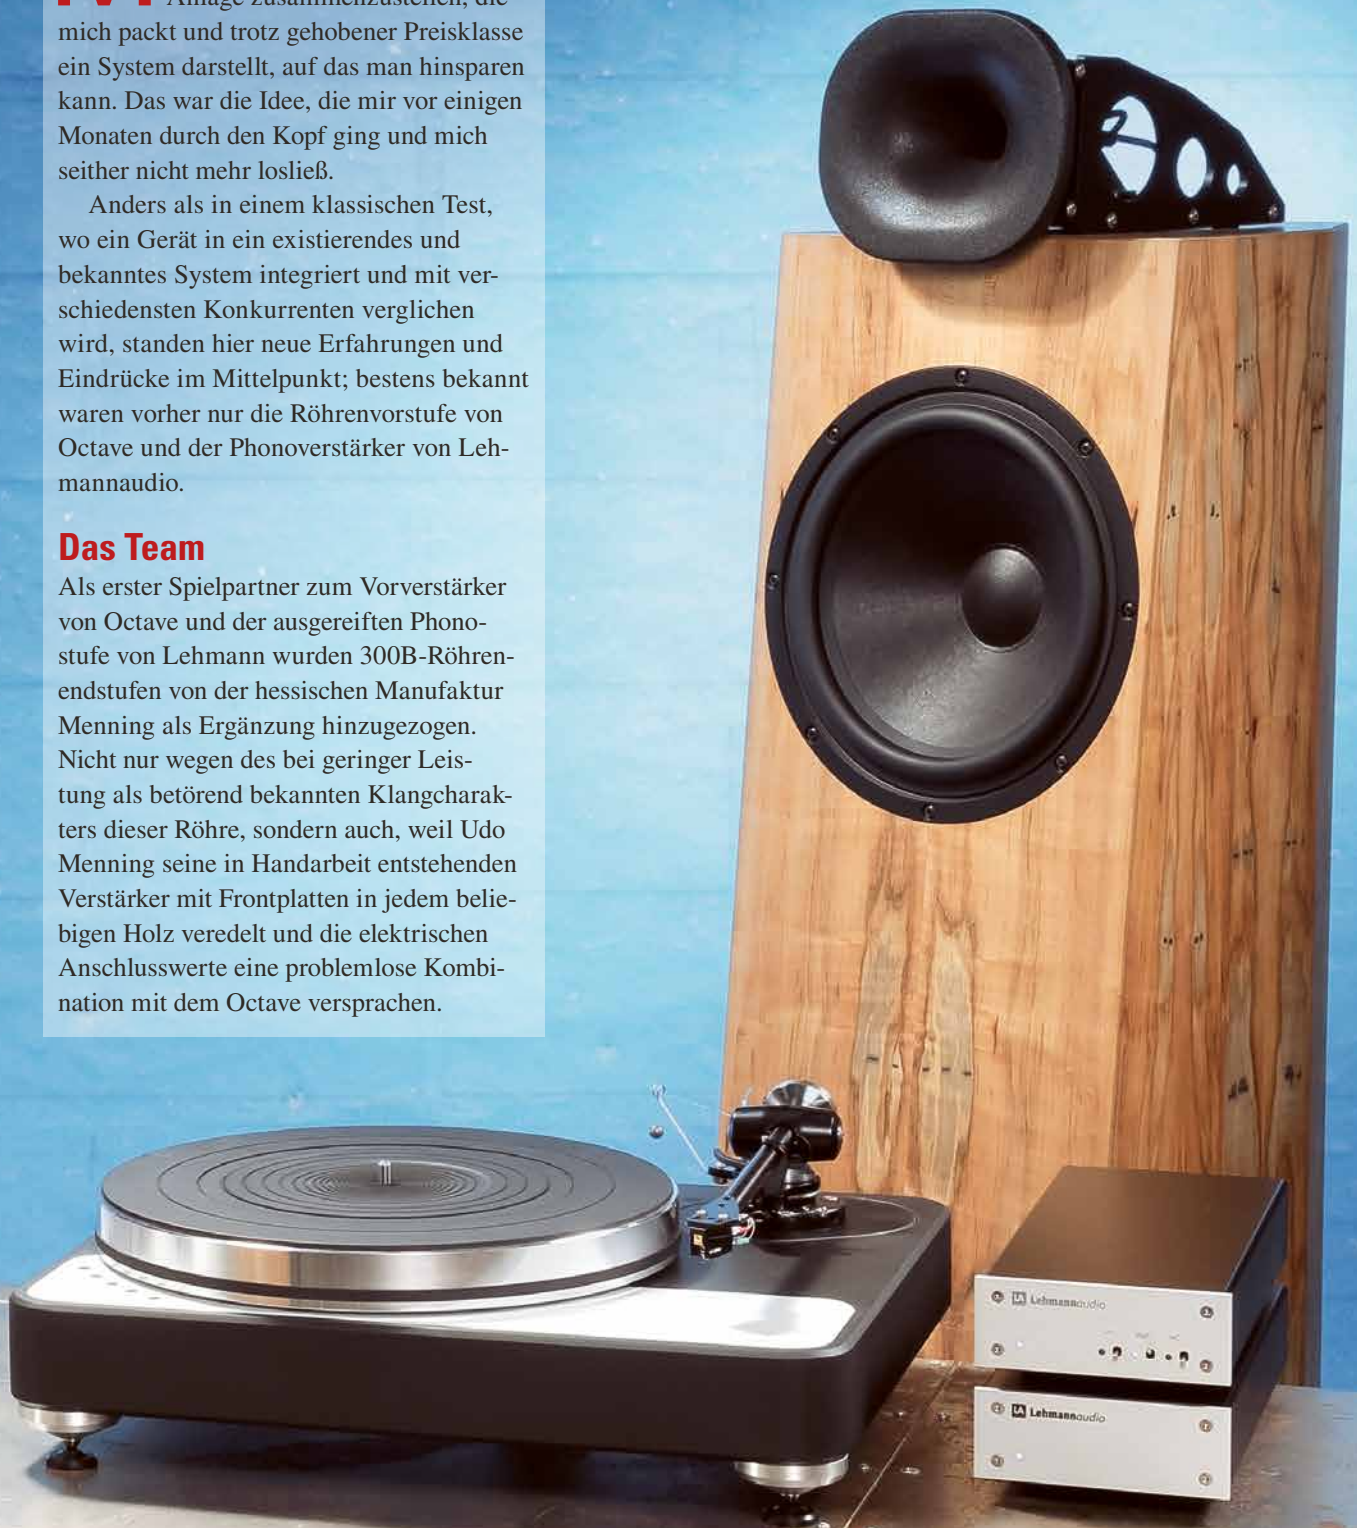 Anlage zusammenzustellen, die
mich packt und trotz gehobener Preisklasse
ein System darstellt, auf das man hinsparen
kann. Das war die Idee, die mir vor einigen
Monaten durch den Kopf ging und mich
seither nicht mehr losließ.
Anders als in einem klassischen Test,
wo ein Gerät in ein existierendes und
bekanntes System integriert und mit ver-
schiedensten Konkurrenten verglichen
wird, standen hier neue Erfahrungen und
Eindrücke im Mittelpunkt; bestens bekannt
waren vorher nur die Röhrenvorstufe von
Octave und der Phonoverstärker von Leh-
mannaudio.
Das Team
Als erster Spielpartner zum Vorverstärker
von Octave und der ausgereiften Phono-
stufe von Lehmann wurden 300B-Röhren-
endstufen von der hessischen Manufaktur
Menning als Ergänzung hinzugezogen.
Nicht nur wegen des bei geringer Leis-
tung als betörend bekannten Klangcharak-
ters dieser Röhre, sondern auch, weil Udo
Menning seine in Handarbeit entstehenden
Verstärker mit Frontplatten in jedem belie-
bigen Holz veredelt und die elektrischen
Anschlusswerte eine problemlose Kombi-
nation mit dem Octave versprachen.
LA Lehmannaudio
LA Lehmannaudio